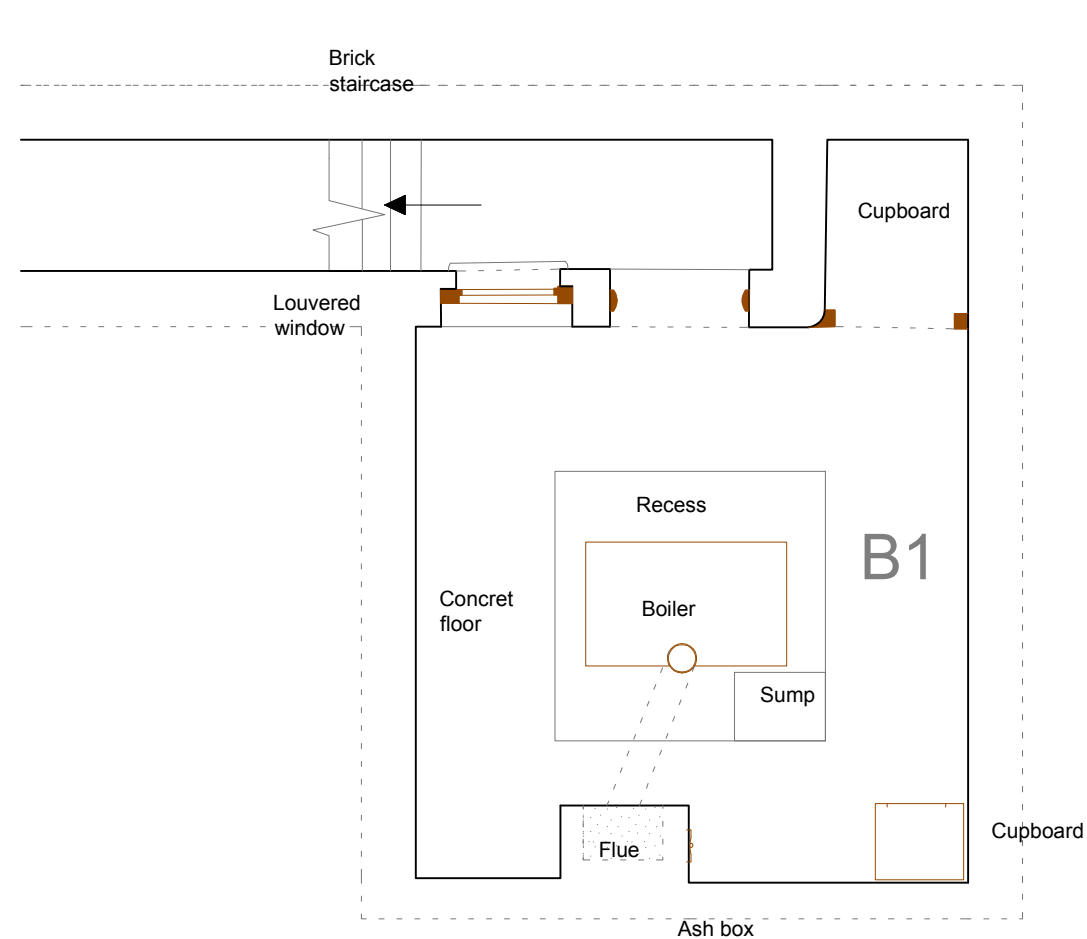 Brick
staircase
Cupboard
Louvered
window
Recess
B1
Concret
floor
Boiler
Sump
Cupboard
Flue
Ash box